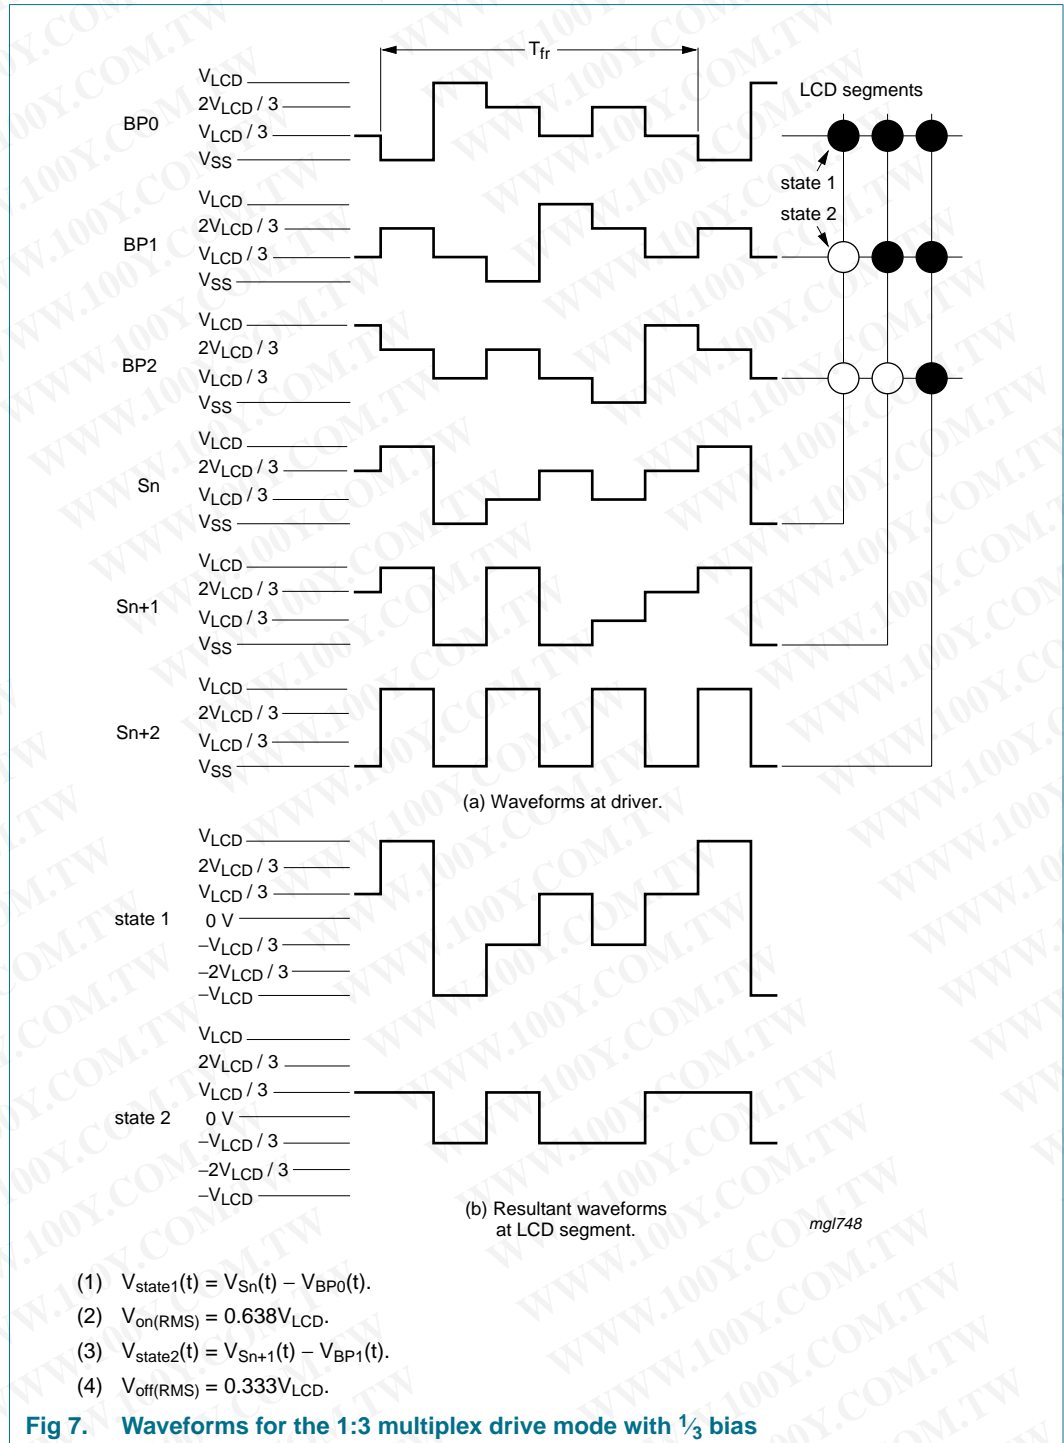 T_fr
LCD segments
BP0
V_LCD
2V_LCD / 3
V_LCD / 3
V_SS
state 1
state 2
BP1
V_LCD
2V_LCD / 3
V_LCD / 3
V_SS
BP2
V_LCD
2V_LCD / 3
V_LCD / 3
V_SS
Sn
V_LCD
2V_LCD / 3
V_LCD / 3
V_SS
Sn+1
V_LCD
2V_LCD / 3
V_LCD / 3
V_SS
Sn+2
V_LCD
2V_LCD / 3
V_LCD / 3
V_SS
(a) Waveforms at driver.
state 1
V_LCD
2V_LCD / 3
V_LCD / 3
0 V
−V_LCD / 3
−2V_LCD / 3
−V_LCD
state 2
V_LCD
2V_LCD / 3
V_LCD / 3
0 V
−V_LCD / 3
−2V_LCD / 3
−V_LCD
(b) Resultant waveforms
at LCD segment.
mgl748
(1) V_state1(t) = V_Sn(t) − V_BP0(t).
(2) V_on(RMS) = 0.638V_LCD.
(3) V_state2(t) = V_Sn+1(t) − V_BP1(t).
(4) V_off(RMS) = 0.333V_LCD.
Fig 7. Waveforms for the 1:3 multiplex drive mode with 1⁄3 bias
WWW.100Y.COM.TW